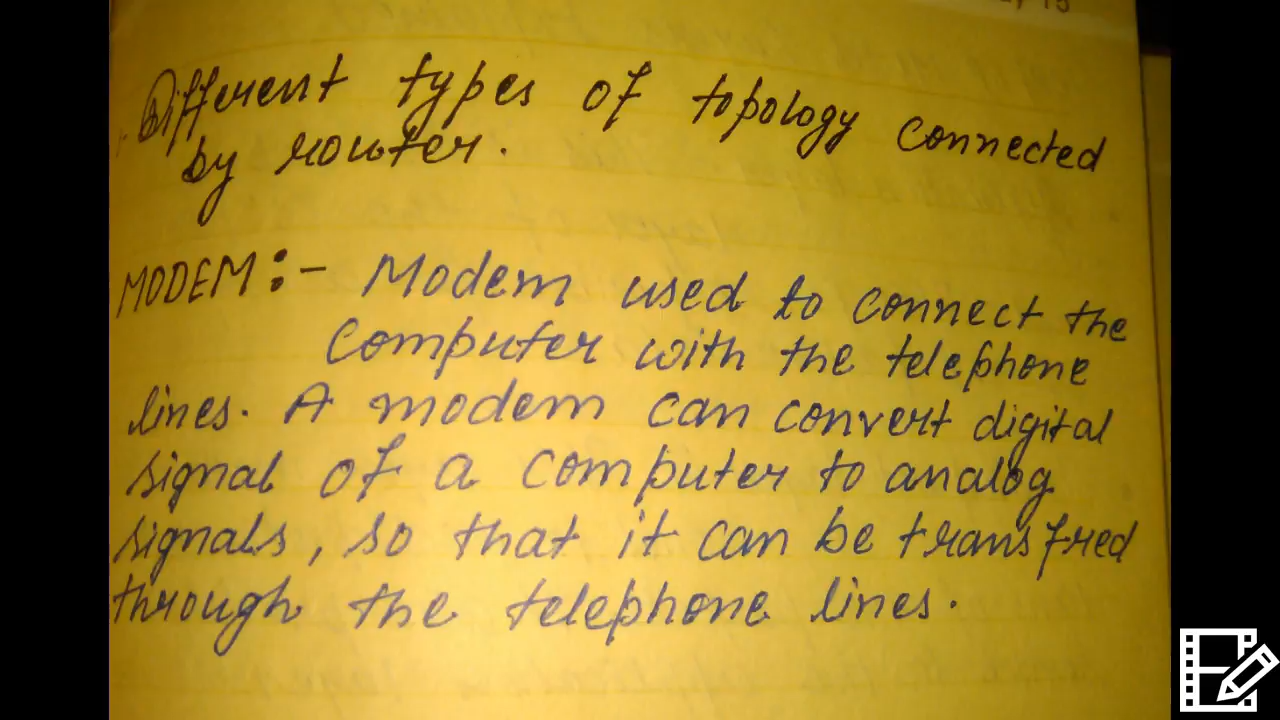 Different types of topology connected
by router.
MODEM:- Modem used to connect the
computer with the telephone
lines. A modem can convert digital
signal of a computer to analog
signals, so that it can be transfred
through the telephone lines.